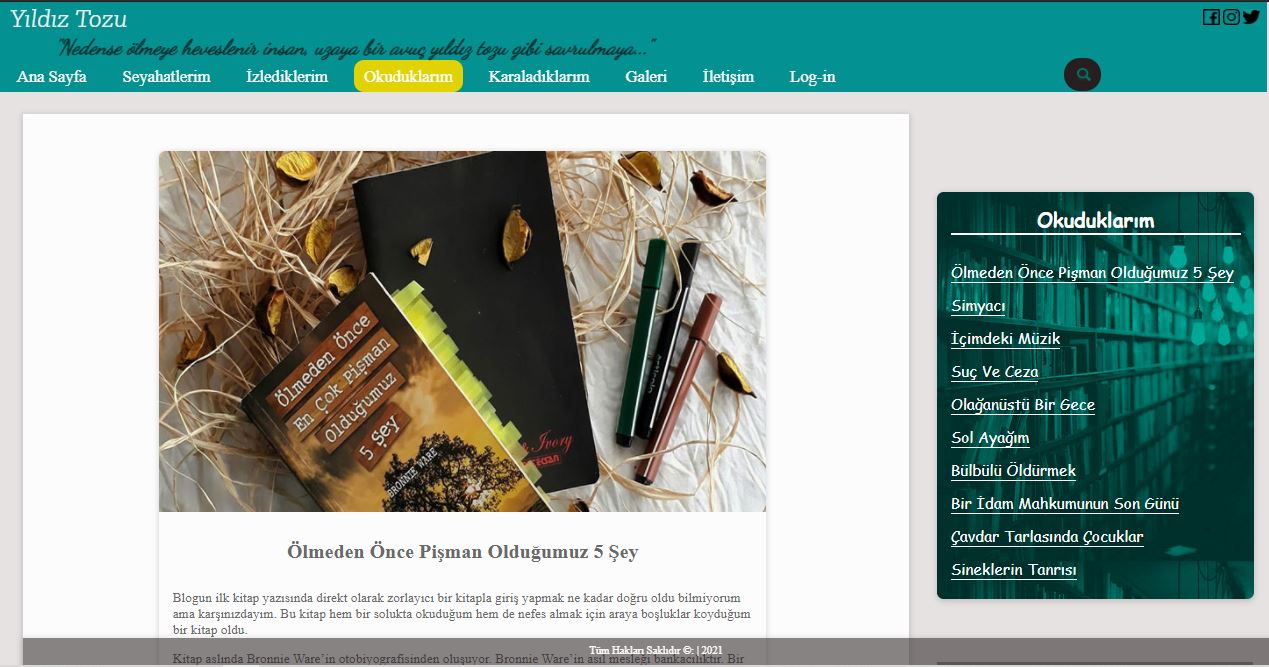 Yıldız Tozu
"Nedense ölmeye heveslenir insan, uzaya bir avuç yıldız tozu gibi savrulmaya..."
Ana Sayfa Seyahatlerim İzlediklerim Okuduklarım Karaladıklarım Galeri İletişim Log-in
Ölmeden Önce
En Çok Pişman
Olduğumuz
5 Şey
BRONNIE WARE
& Ivory
Ölmeden Önce Pişman Olduğumuz 5 Şey
Blogun ilk kitap yazısında direkt olarak zorlayıcı bir kitapla giriş yapmak ne kadar doğru oldu bilmiyorum
ama karşınızdayım. Bu kitap hem bir solukta okuduğum hem de nefes almak için araya boşluklar koyduğum
bir kitap oldu.
Kitap aslında Bronnie Ware’in otobiyografisinden oluşuyor. Bronnie Ware’in asıl mesleği bankacılıktır. Bir
Okuduklarım
Ölmeden Önce Pişman Olduğumuz 5 Şey
Simyacı
İçimdeki Müzik
Suç Ve Ceza
Olağanüstü Bir Gece
Sol Ayağım
Bülbülü Öldürmek
Bir İdam Mahkumunun Son Günü
Çavdar Tarlasında Çocuklar
Sineklerin Tanrısı
Tüm Hakları Saklıdır ©: | 2021